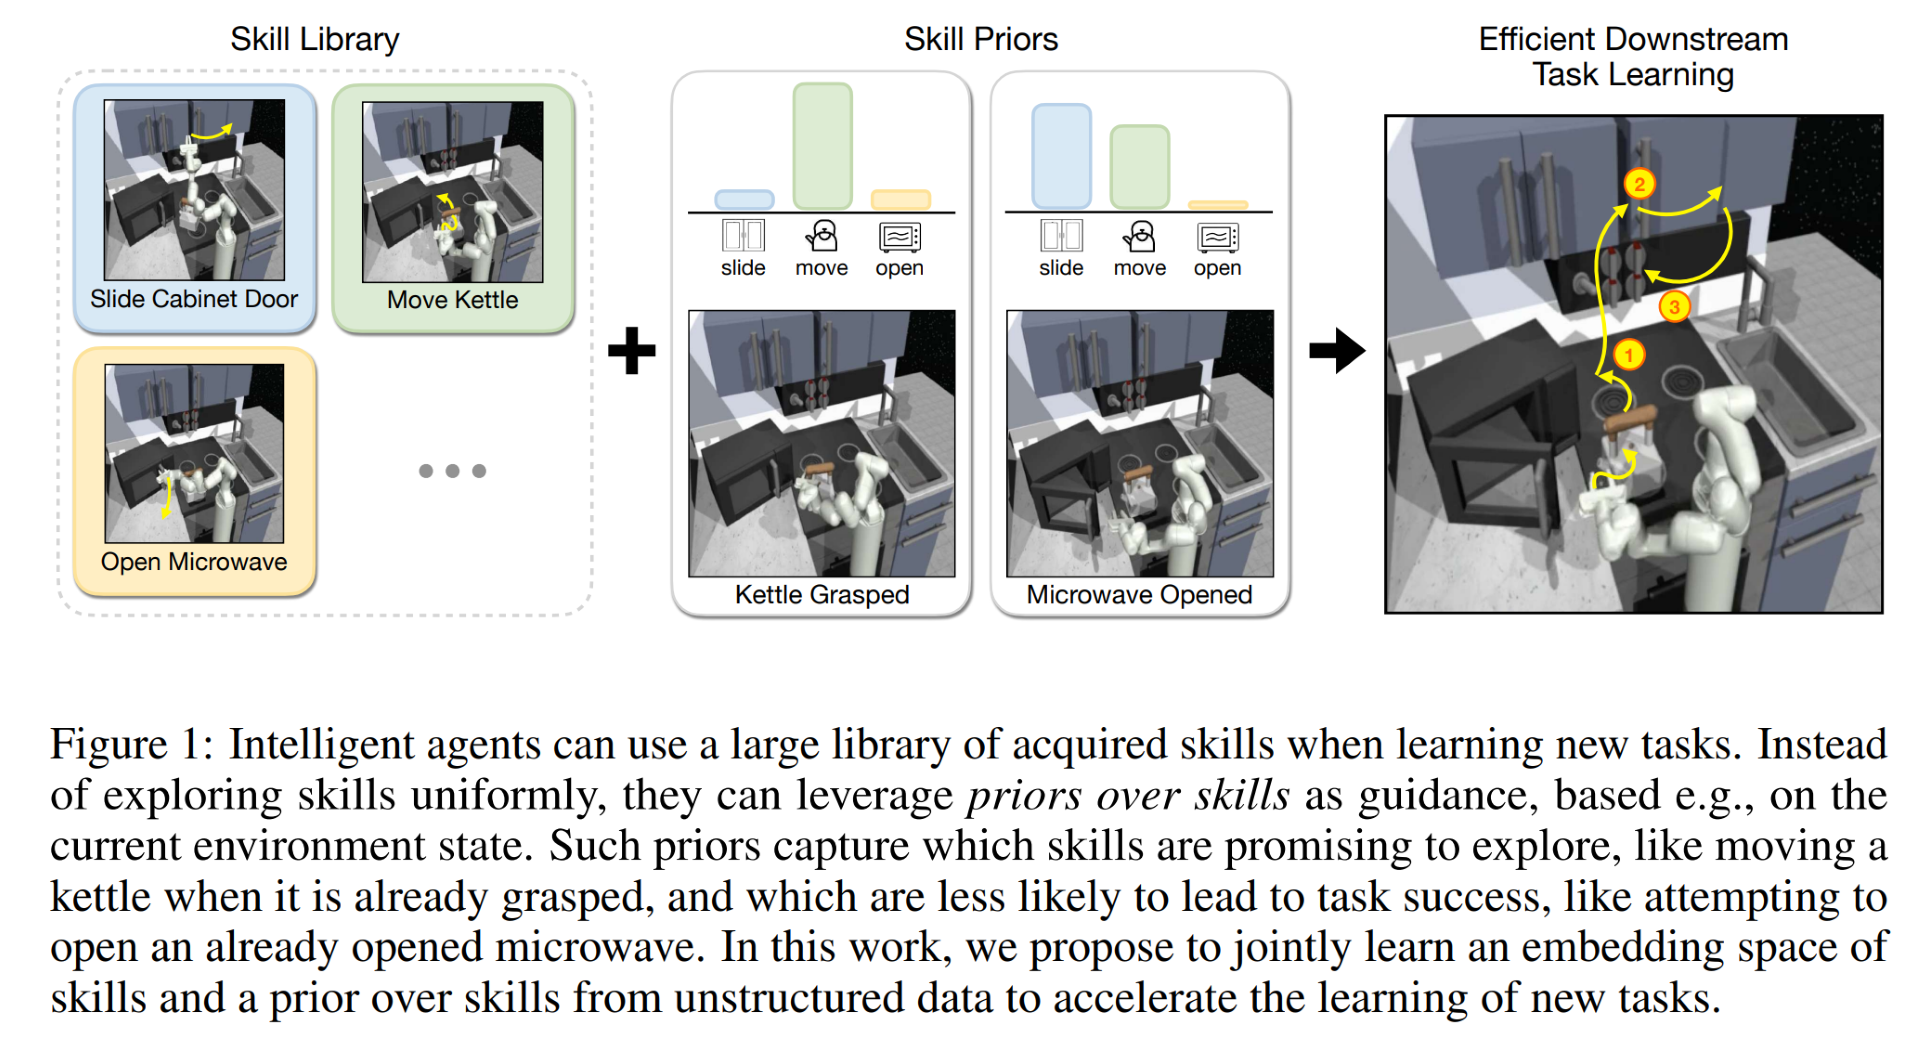 Skill Library
Skill Priors
Efficient Downstream
Task Learning
Slide Cabinet Door
Move Kettle
Open Microwave
slide
move
open
Kettle Grasped
slide
move
open
Microwave Opened
1
2
3
Figure 1: Intelligent agents can use a large library of acquired skills when learning new tasks. Instead
of exploring skills uniformly, they can leverage priors over skills as guidance, based e.g., on the
current environment state. Such priors capture which skills are promising to explore, like moving a
kettle when it is already grasped, and which are less likely to lead to task success, like attempting to
open an already opened microwave. In this work, we propose to jointly learn an embedding space of
skills and a prior over skills from unstructured data to accelerate the learning of new tasks.